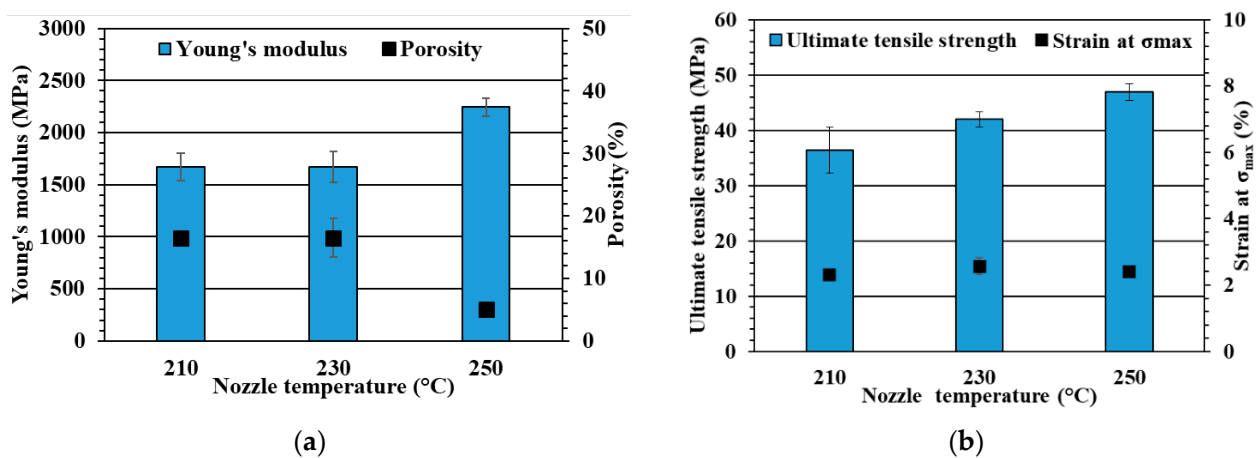 3000
2500
2000
1500
1000
500
0
Young's modulus (MPa)
Young's modulus
Porosity
50
40
30
20
10
0
Porosity (%)
210 230 250
Nozzle temperature (°C)
(a)
60
50
40
30
20
10
0
Ultimate tensile strength (MPa)
Ultimate tensile strength
Strain at σmax
10
8
6
4
2
0
Strain at σmax (%)
210 230 250
Nozzle temperature (°C)
(b)